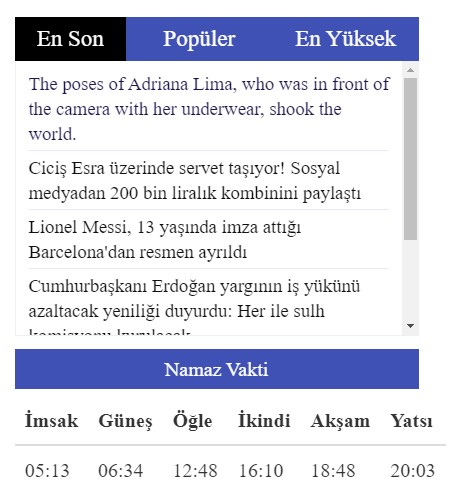 En Son Popüler En Yüksek
The poses of Adriana Lima, who was in front of
the camera with her underwear, shook the
world.
Ciciş Esra üzerinde servet taşıyor! Sosyal
medyadan 200 bin liralık kombinini paylaştı
Lionel Messi, 13 yaşında imza attığı
Barcelona'dan resmen ayrıldı
Cumhurbaşkanı Erdoğan yargının iş yükünü
azaltacak yeniliği duyurdu: Her ile sulh
komisyonu kurulacak
Namaz Vakti
İmsak Güneş Öğle İkindi Akşam Yatsı
05:13 06:34 12:48 16:10 18:48 20:03